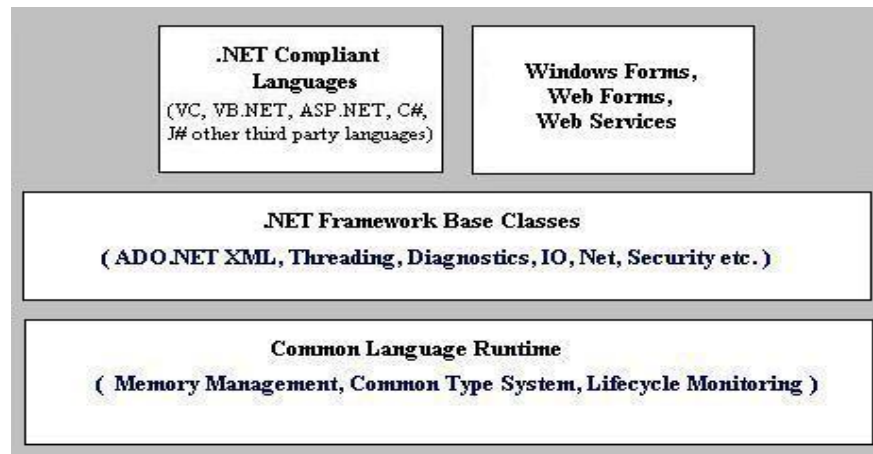 .NET Compliant
Languages
(VC, VB.NET, ASP.NET, C#,
J# other third party languages)
Windows Forms,
Web Forms,
Web Services
.NET Framework Base Classes
( ADO.NET XML, Threading, Diagnostics, IO, Net, Security etc. )
Common Language Runtime
( Memory Management, Common Type System, Lifecycle Monitoring )